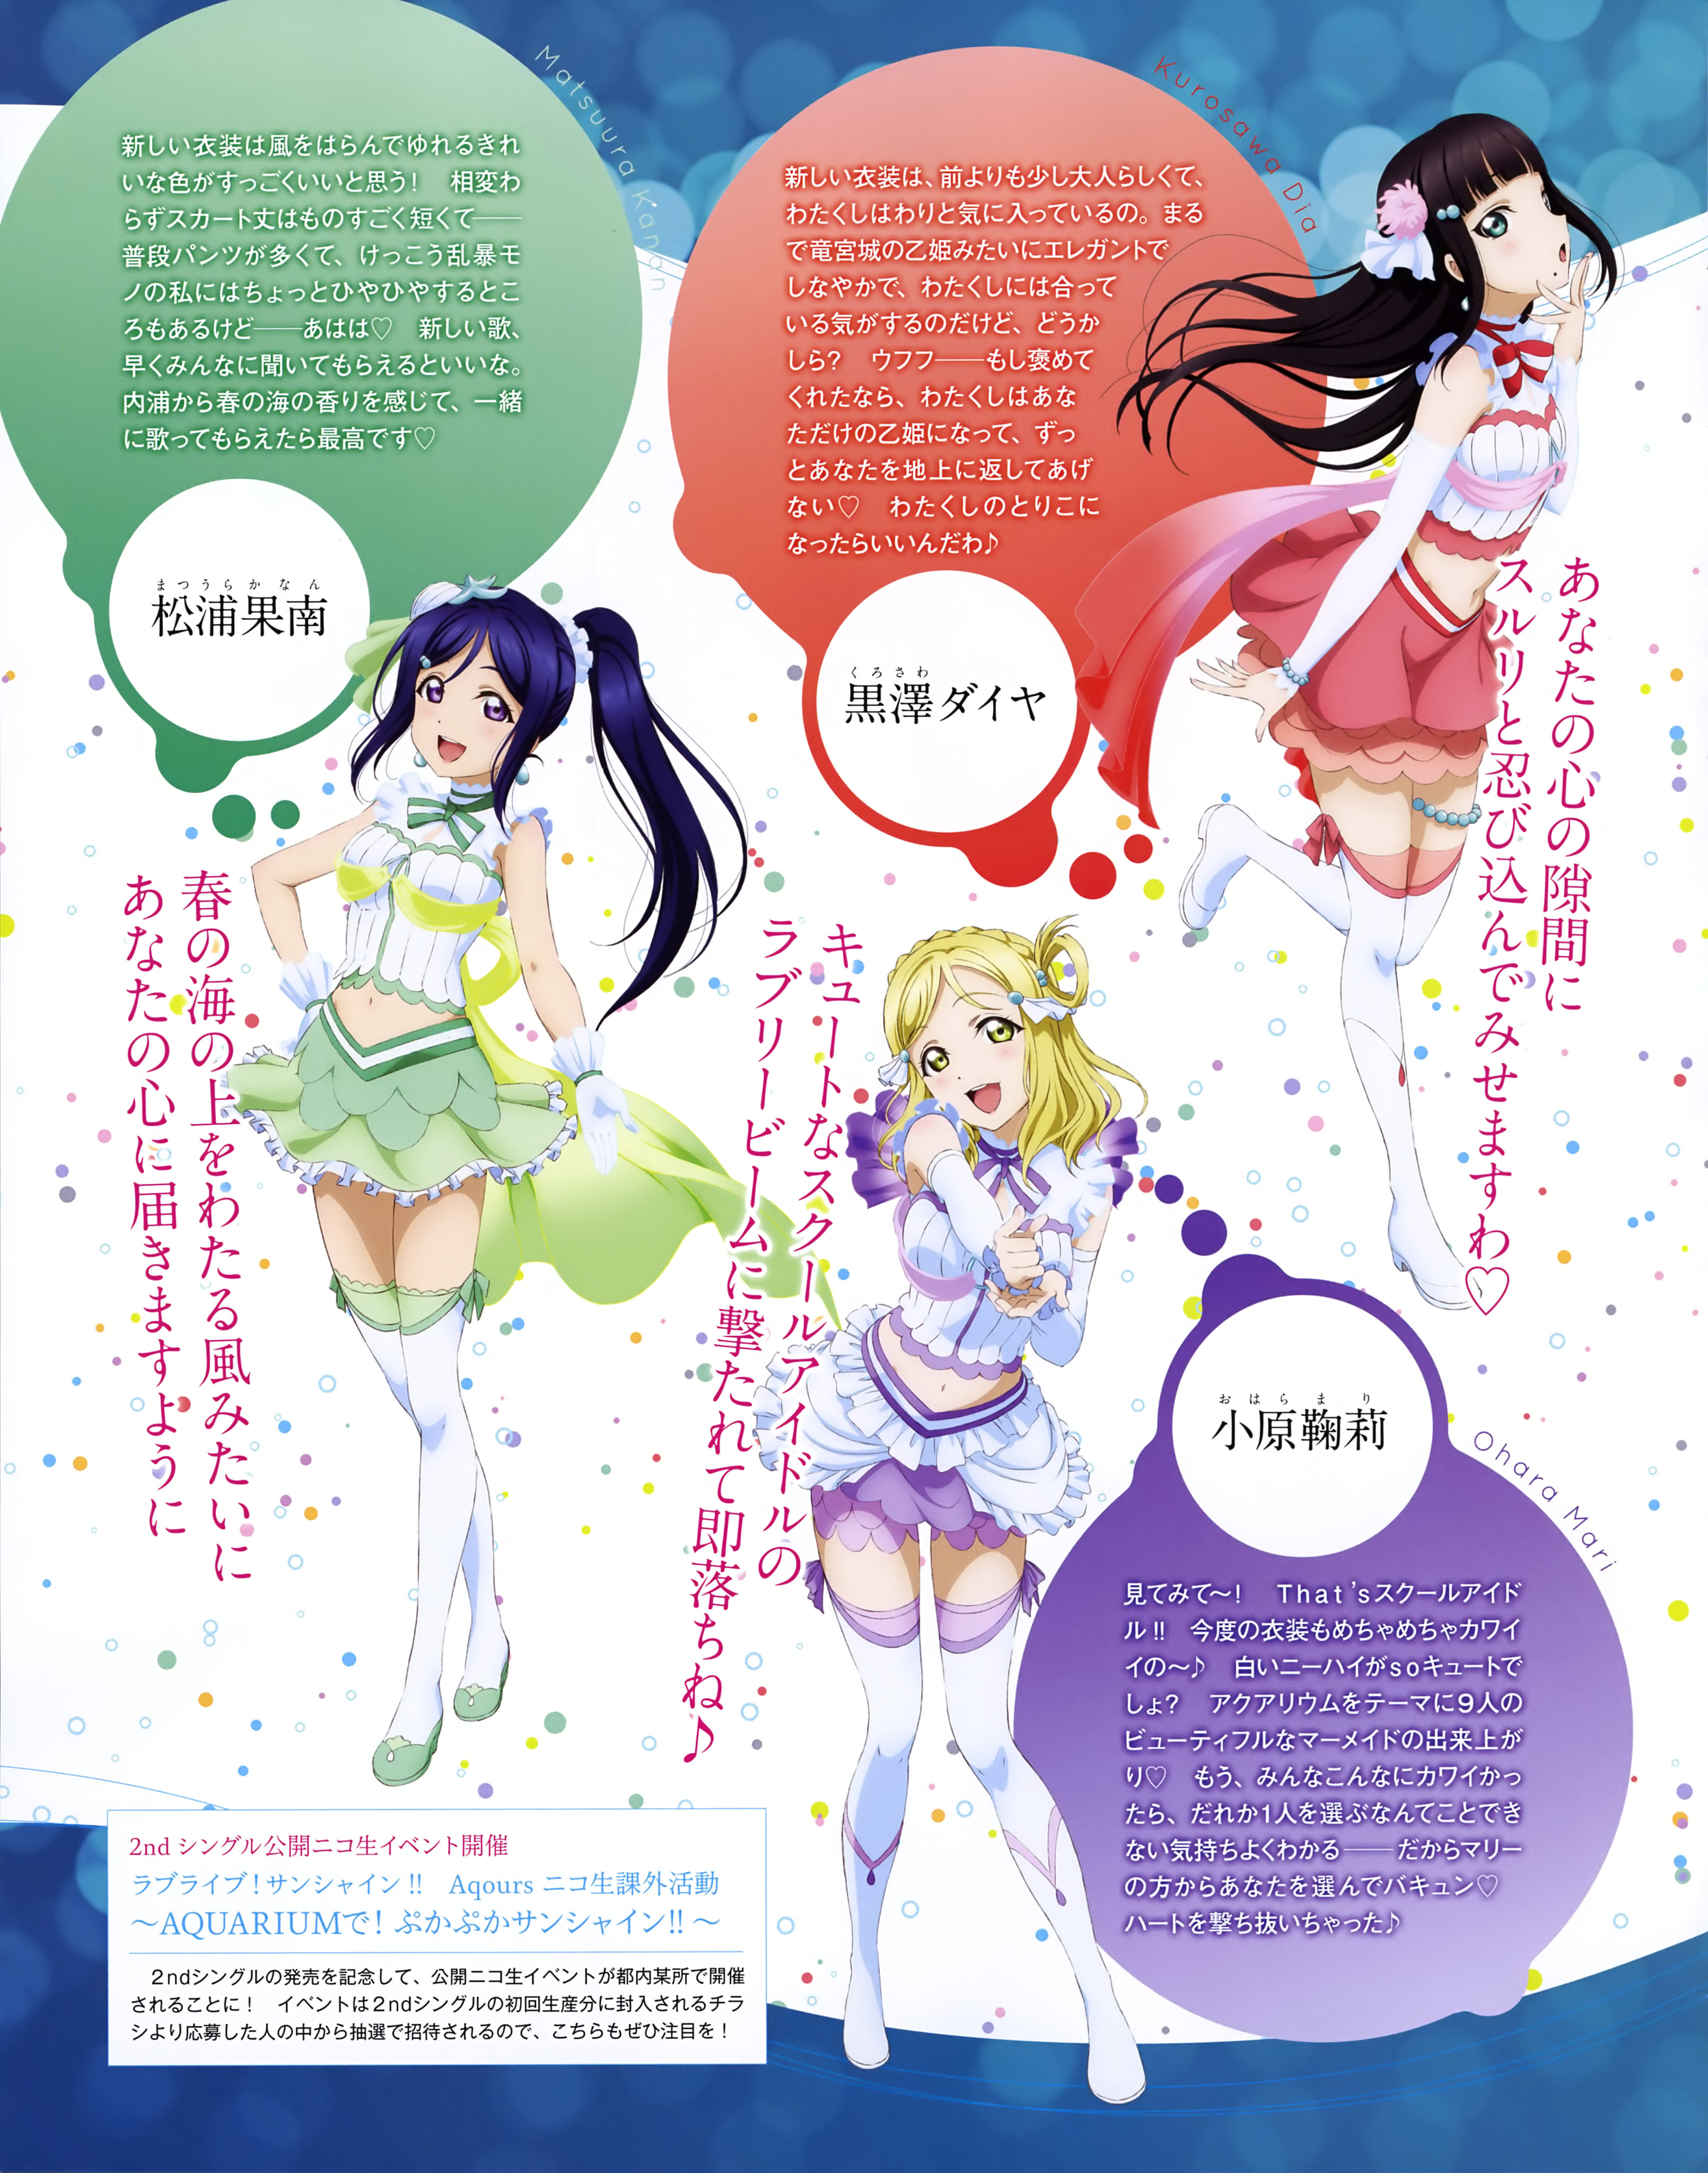 Matsuura Kanan
新しい衣装は風をはらんでゆれるきれ
いな色がすっごくいいと思う！　相変わ
らずスカート丈はものすごく短くて――
普段パンツが多くて、けっこう乱暴モ
ノの私にはちょっとひやひやするとこ
ろもあるけど――あはは♡　新しい歌、
早くみんなに聞いてもらえるといいな。
内浦から春の海の香りを感じて、一緒
に歌ってもらえたら最高です♡
まつうらかなん
松浦果南
春の海の上をわたる風みたいに
あなたの心に届きますように
Kurosawa Dia
新しい衣装は、前よりも少し大人らしくて、
わたくしはわりと気に入っているの。まる
で竜宮城の乙姫みたいにエレガントで
しなやかで、わたくしには合って
いる気がするのだけど、どうか
しら？　ウフフ――もし褒めて
くれたなら、わたくしはあな
ただけの乙姫になって、ずっ
とあなたを地上に返してあげ
ない♡　わたくしのとりこに
なったらいいんだわ♪
くろさわ
黒澤ダイヤ
あなたの心の隙間に
スルリと忍び込んでみせますわ♡
キュートなスクールアイドルの
ラブリービームに撃たれて即落ちね♪
おはらまり
小原鞠莉
Ohara Mari
見てみて～！　That'sスクールアイド
ル!!　今度の衣装もめちゃめちゃカワイ
イの～♪　白いニーハイがsoキュートで
しょ？　アクアリウムをテーマに9人の
ビューティフルなマーメイドの出来上が
り♡　もう、みんなこんなにカワイかっ
たら、だれか1人を選ぶなんてことでき
ない気持ちよくわかる――だからマリー
の方からあなたを選んでバキュン♡
ハートを撃ち抜いちゃった♪
2nd シングル公開ニコ生イベント開催
ラブライブ！サンシャイン!!　Aqours ニコ生課外活動
～AQUARIUMで！ぷかぷかサンシャイン!!～
2ndシングルの発売を記念して、公開ニコ生イベントが都内某所で開催
されることに！　イベントは2ndシングルの初回生産分に封入されるチラ
シより応募した人の中から抽選で招待されるので、こちらもぜひ注目を！